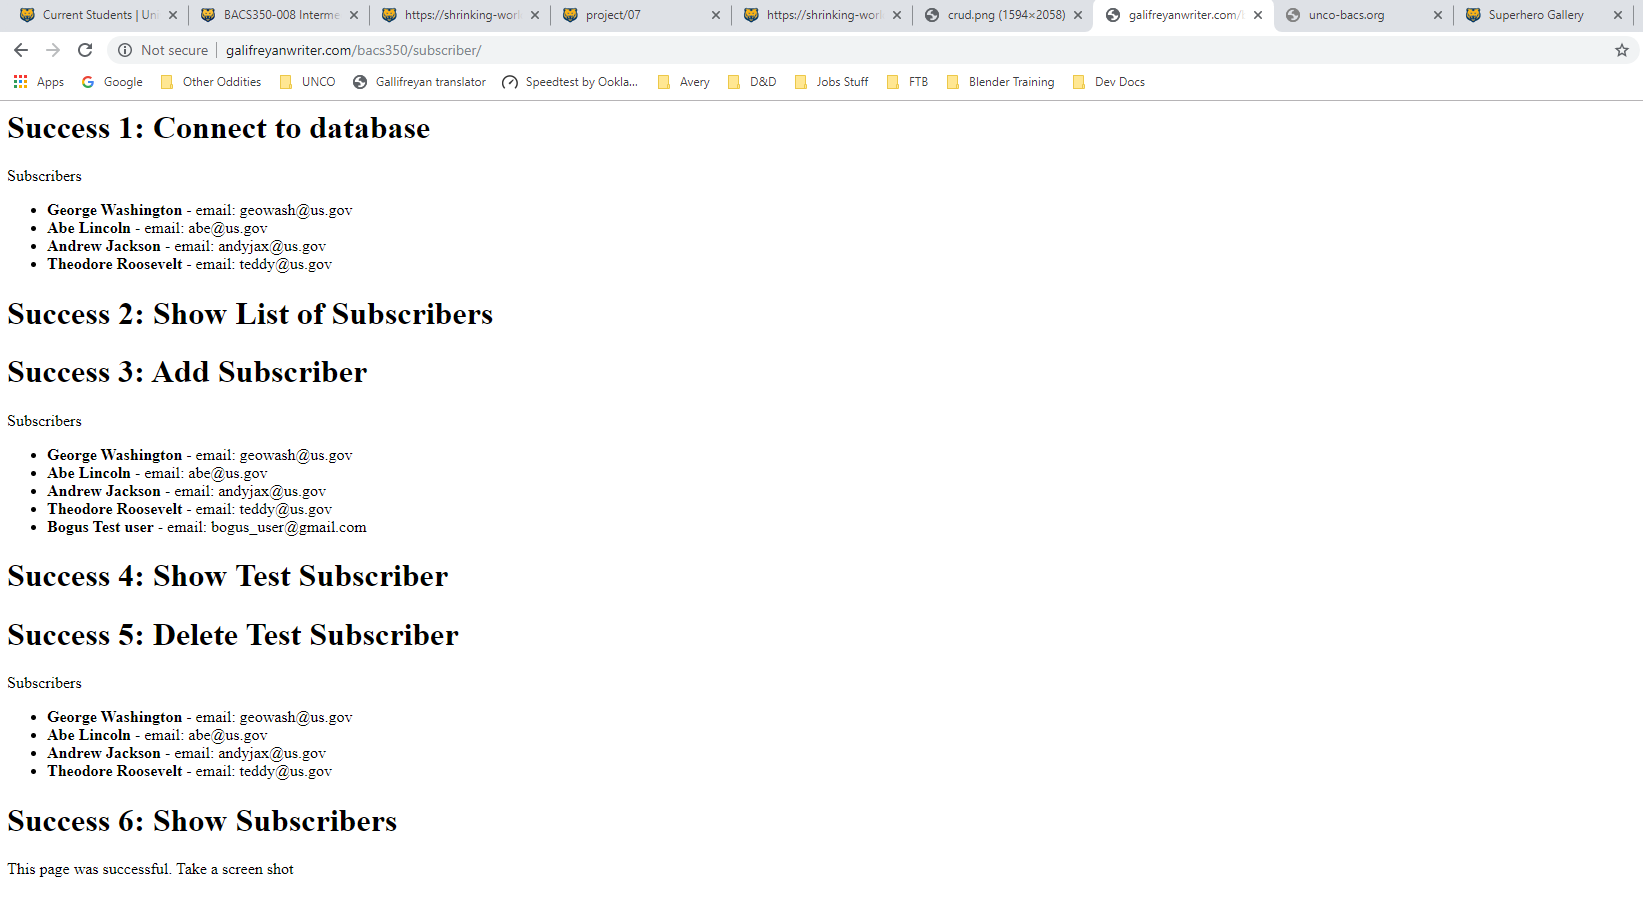 Current Students | Un
BACS350-008 Interme
https://shrinking-worl
project/07
https://shrinking-worl
crud.png (1594×2058)
galifreyanwriter.com/
unco-bacs.org
Superhero Gallery
Not secure | galifreyanwriter.com/bacs350/subscriber/
Apps Google Other Oddities UNCO Gallifreyan translator Speedtest by Ookla... Avery D&D Jobs Stuff FTB Blender Training Dev Docs
Success 1: Connect to database
Subscribers
• George Washington - email: geowash@us.gov
• Abe Lincoln - email: abe@us.gov
• Andrew Jackson - email: andyjax@us.gov
• Theodore Roosevelt - email: teddy@us.gov
Success 2: Show List of Subscribers
Success 3: Add Subscriber
Subscribers
• George Washington - email: geowash@us.gov
• Abe Lincoln - email: abe@us.gov
• Andrew Jackson - email: andyjax@us.gov
• Theodore Roosevelt - email: teddy@us.gov
• Bogus Test user - email: bogus_user@gmail.com
Success 4: Show Test Subscriber
Success 5: Delete Test Subscriber
Subscribers
• George Washington - email: geowash@us.gov
• Abe Lincoln - email: abe@us.gov
• Andrew Jackson - email: andyjax@us.gov
• Theodore Roosevelt - email: teddy@us.gov
Success 6: Show Subscribers
This page was successful. Take a screen shot